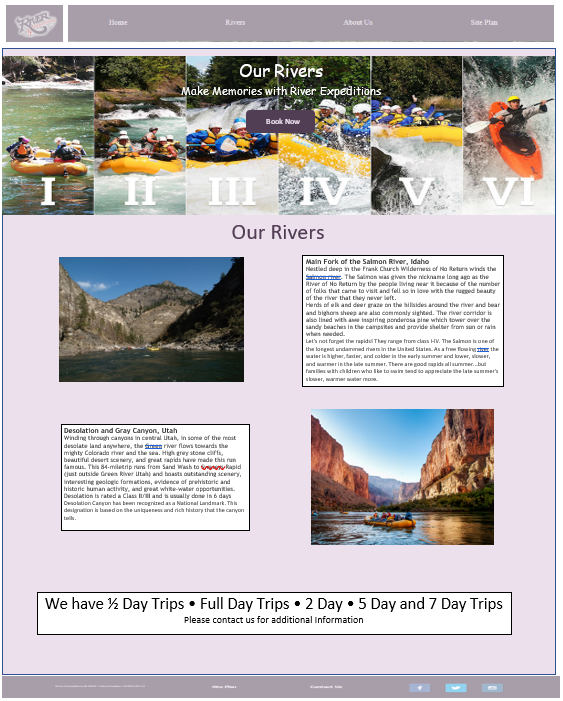 River
Home Rivers About Us Site Plan
Our Rivers
Make Memories with River Expeditions
Book Now
I II III IV V VI
Our Rivers
Main Fork of the Salmon River, Idaho
Nestled deep in the Frank Church Wilderness of No Return winds the
Salmon river. The Salmon was given the nickname long ago as the
River of No Return by the people living near it because of the number
of folks that came to visit and fell so in love with the rugged beauty
of the river that they never left.
Herds of elk and deer graze on the hillsides around the river and bear
and bighorn sheep are also commonly sighted. The river corridor is
also lined with awe inspiring ponderosa pine which tower over the
sandy beaches in the campsites and provide shelter from sun or rain
when needed.
Let's not forget the rapids! They range from class I-IV. The Salmon is one of
the longest undammed rivers in the United States. As a free flowing river the
water is higher, faster, and colder in the early summer and lower, slower,
and warmer in the late summer. There are good rapids all summer...but
families with children who like to swim tend to appreciate the late summer's
slower, warmer water more.
Desolation and Gray Canyon, Utah
Winding through canyons in central Utah, in some of the most
desolate land anywhere, the Green river flows towards the
mighty Colorado river and the sea. High grey stone cliffs,
beautiful desert scenery, and great rapids have made this run
famous. This 84-miletrip runs from Sand Wash to Rapid
(just outside Green River Utah) and boasts outstanding scenery,
interesting geologic formations, evidence of prehistoric and
historic human activity, and great white-water opportunities.
Desolation is rated a Class II/III and is usually done in 6 days
Desolation Canyon has been recognized as a National Landmark. This
designation is based on the uniqueness and rich history that the canyon
tells.
We have ½ Day Trips • Full Day Trips • 2 Day • 5 Day and 7 Day Trips
Please contact us for additional Information
Site Plan Contact Us